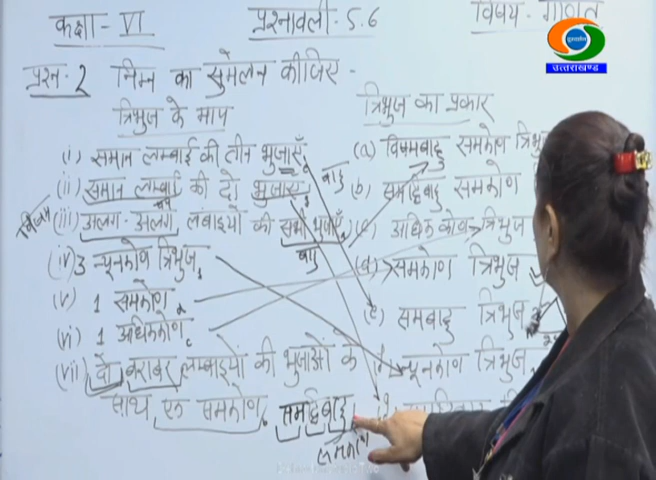 कक्षा - VI प्रश्नावली - 5.6 विषय - गणित
उत्तराखण्ड
प्रश्न-2 निम्न का सुमेलन कीजिए -
त्रिभुज के माप त्रिभुज का प्रकार
(i) समान लम्बाई की तीन भुजाएँ (a) विषमबाहु समकोण त्रिभुज
(ii) समान लम्बाई की दो भुजाएं बाहु (b) समद्विबाहु समकोण
(iii) अलग-अलग लंबाइयों की सभी भुजाएँ (c) अधिक कोण त्रिभुज
बाहु
(iv) 3 न्यूनकोण त्रिभुज (d) समकोण त्रिभुज
(v) 1 समकोण (e) समबाहु त्रिभुज
(vi) 1 अधिककोण
(vii) दो बराबर लम्बाइयों की भुजाओं के न्यूनकोण त्रिभुज
साथ एक समकोण समद्विबाहु
समकोण